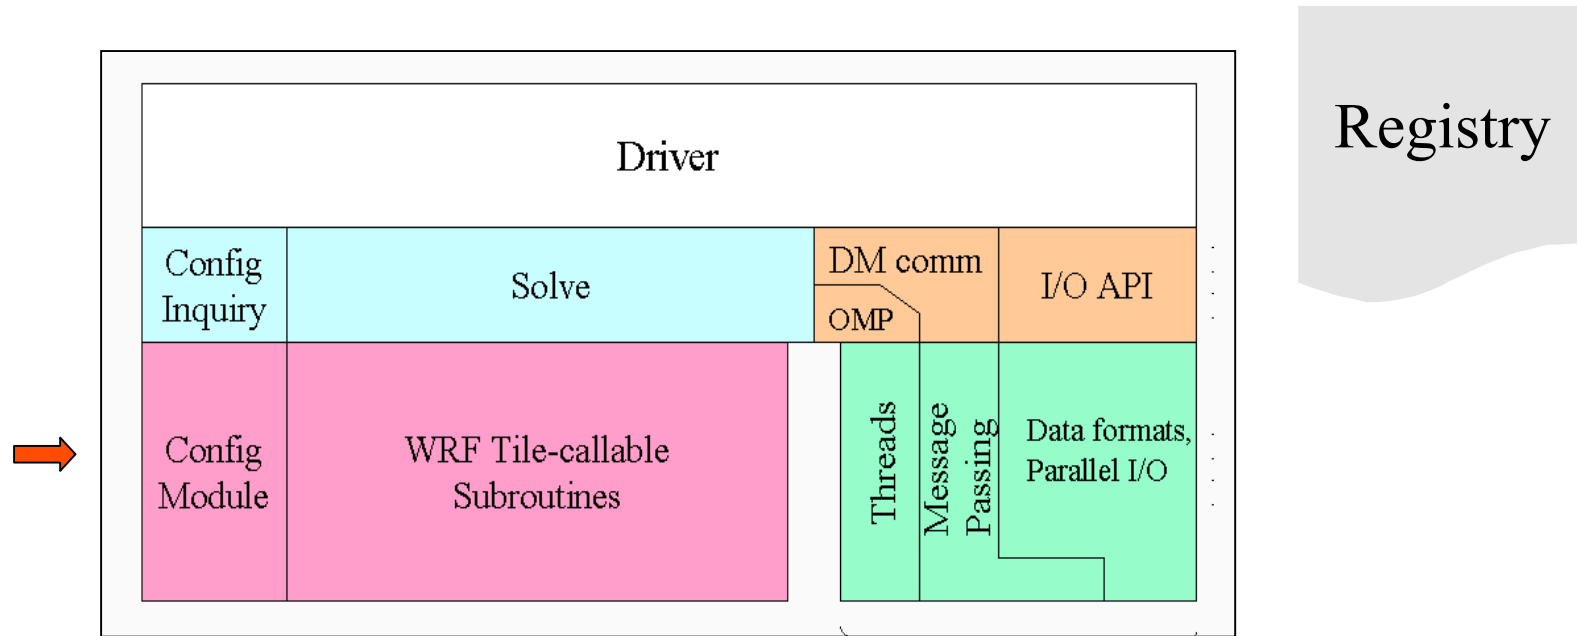 Registry
Driver
Config
Inquiry
Solve
DM comm
OMP
I/O API
Config
Module
WRF Tile-callable
Subroutines
Threads
Message
Passing
Data formats,
Parallel I/O